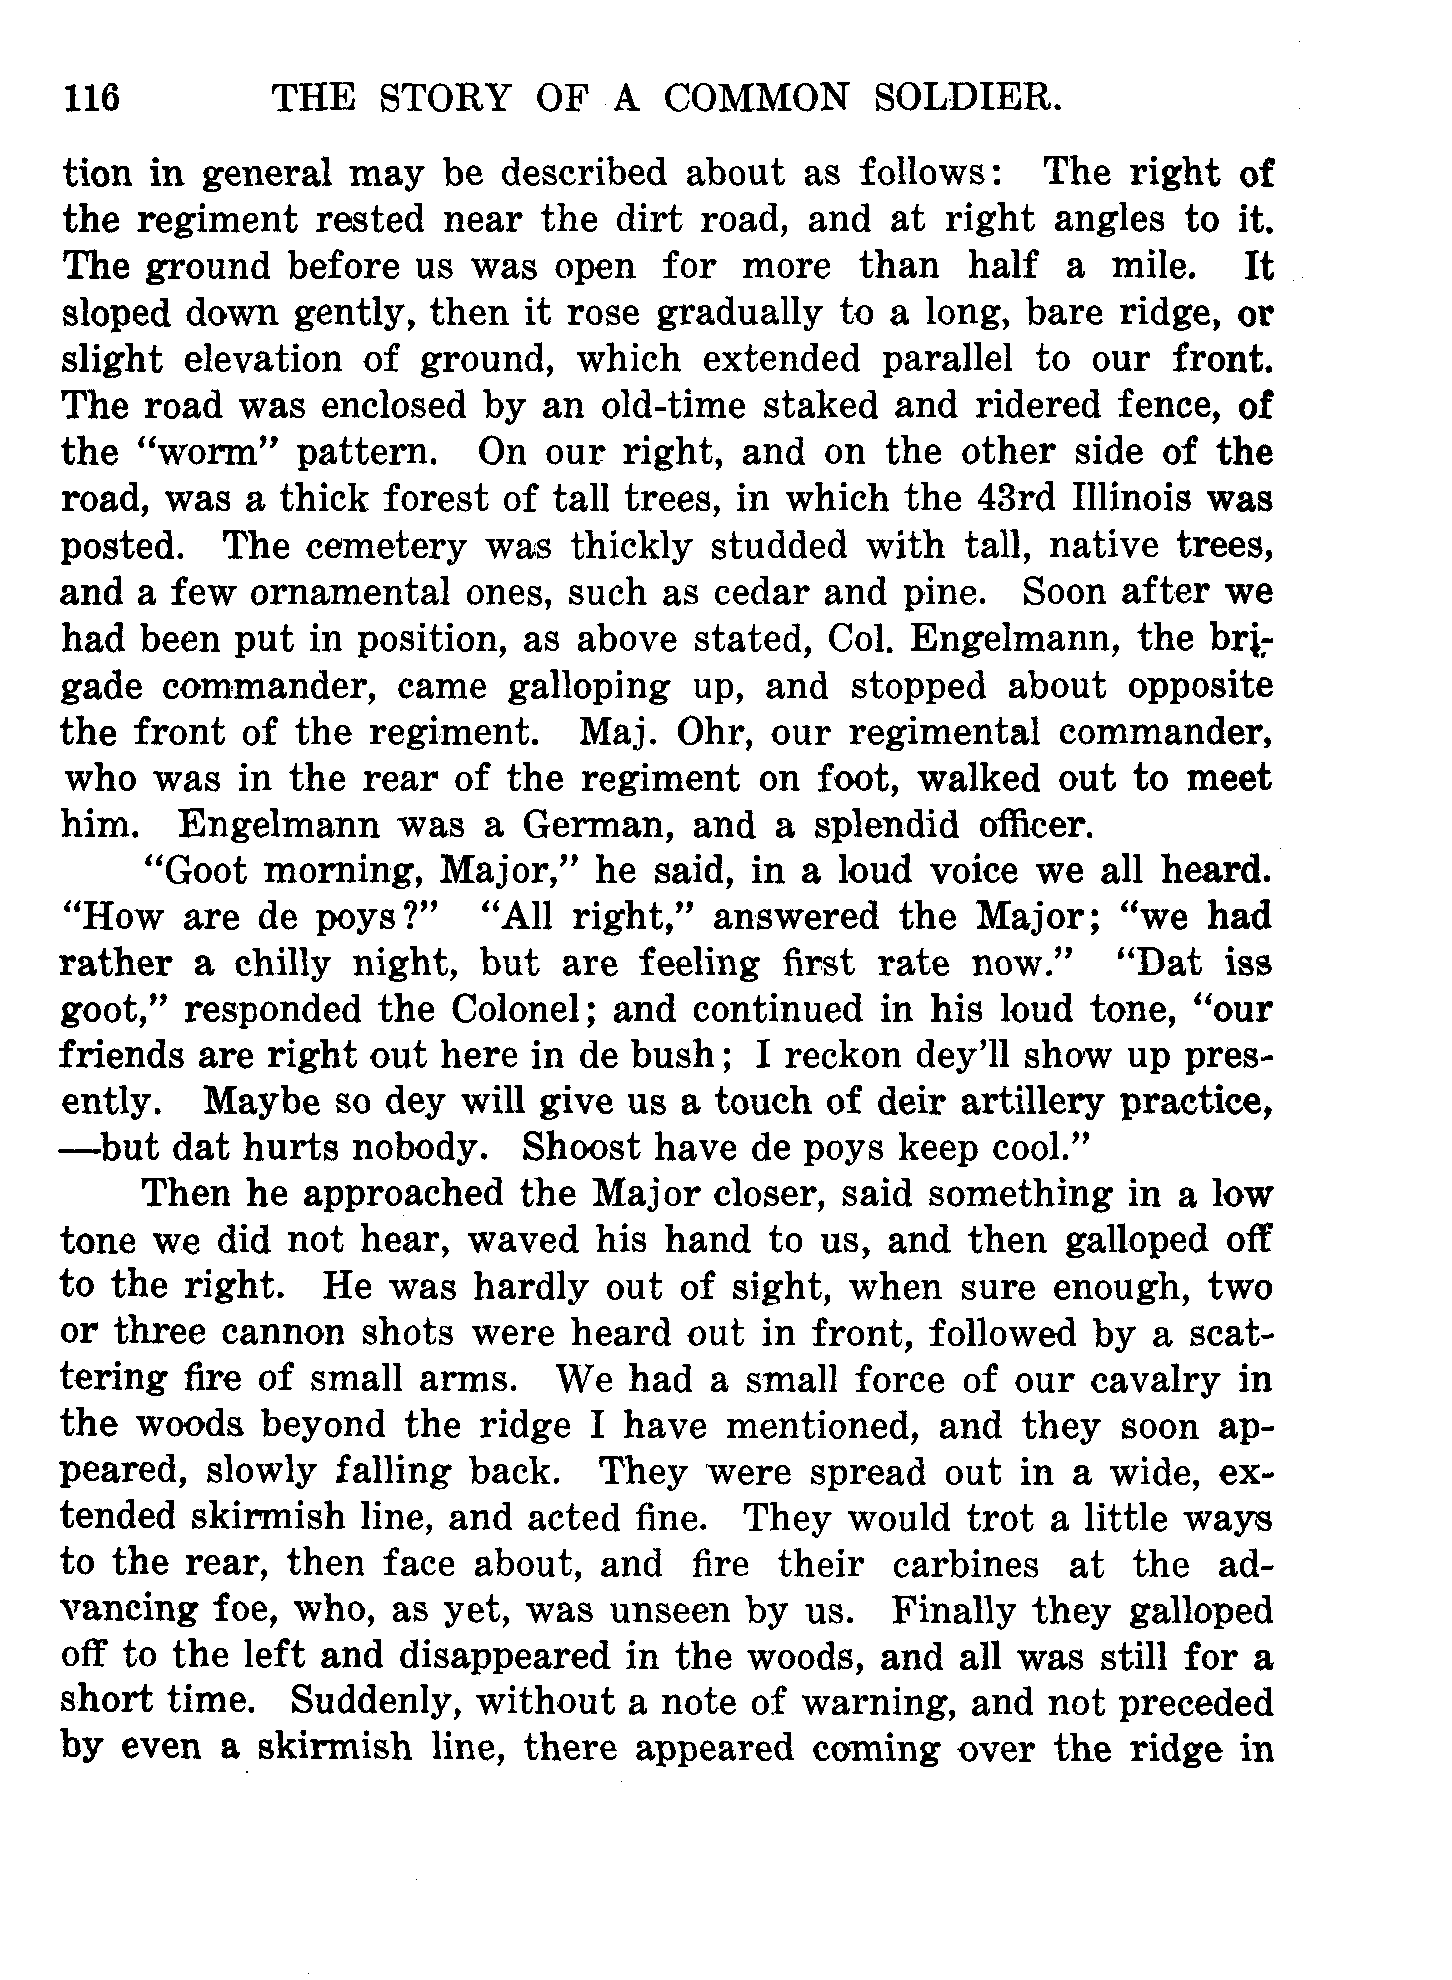 116 THE STORY OF A COMMON SOLDIER.
tion in general may be described about as follows: The right of
the regiment rested near the dirt road, and at right angles to it.
The ground before us was open for more than half a mile. It
sloped down gently, then it rose gradually to a long, bare ridge, or
slight elevation of ground, which extended parallel to our front.
The road was enclosed by an old-time staked and ridered fence, of
the “worm” pattern. On our right, and on the other side of the
road, was a thick forest of tall trees, in which the 43rd Illinois was
posted. The cemetery was thickly studded with tall, native trees,
and a few ornamental ones, such as cedar and pine. Soon after we
had been put in position, as above stated, Col. Engelmann, the bri-
gade commander, came galloping up, and stopped about opposite
the front of the regiment. Maj. Ohr, our regimental commander,
who was in the rear of the regiment on foot, walked out to meet
him. Engelmann was a German, and a splendid officer.
“Goot morning, Major,” he said, in a loud voice we all heard.
“How are de poys?” “All right,” answered the Major; “we had
rather a chilly night, but are feeling first rate now.” “Dat iss
goot,” responded the Colonel; and continued in his loud tone, “our
friends are right out here in de bush; I reckon dey’ll show up pres-
ently. Maybe so dey will give us a touch of deir artillery practice,
—but dat hurts nobody. Shoost have de poys keep cool.”
Then he approached the Major closer, said something in a low
tone we did not hear, waved his hand to us, and then galloped off
to the right. He was hardly out of sight, when sure enough, two
or three cannon shots were heard out in front, followed by a scat-
tering fire of small arms. We had a small force of our cavalry in
the woods beyond the ridge I have mentioned, and they soon ap-
peared, slowly falling back. They were spread out in a wide, ex-
tended skirmish line, and acted fine. They would trot a little ways
to the rear, then face about, and fire their carbines at the ad-
vancing foe, who, as yet, was unseen by us. Finally they galloped
off to the left and disappeared in the woods, and all was still for a
short time. Suddenly, without a note of warning, and not preceded
by even a skirmish line, there appeared coming over the ridge in